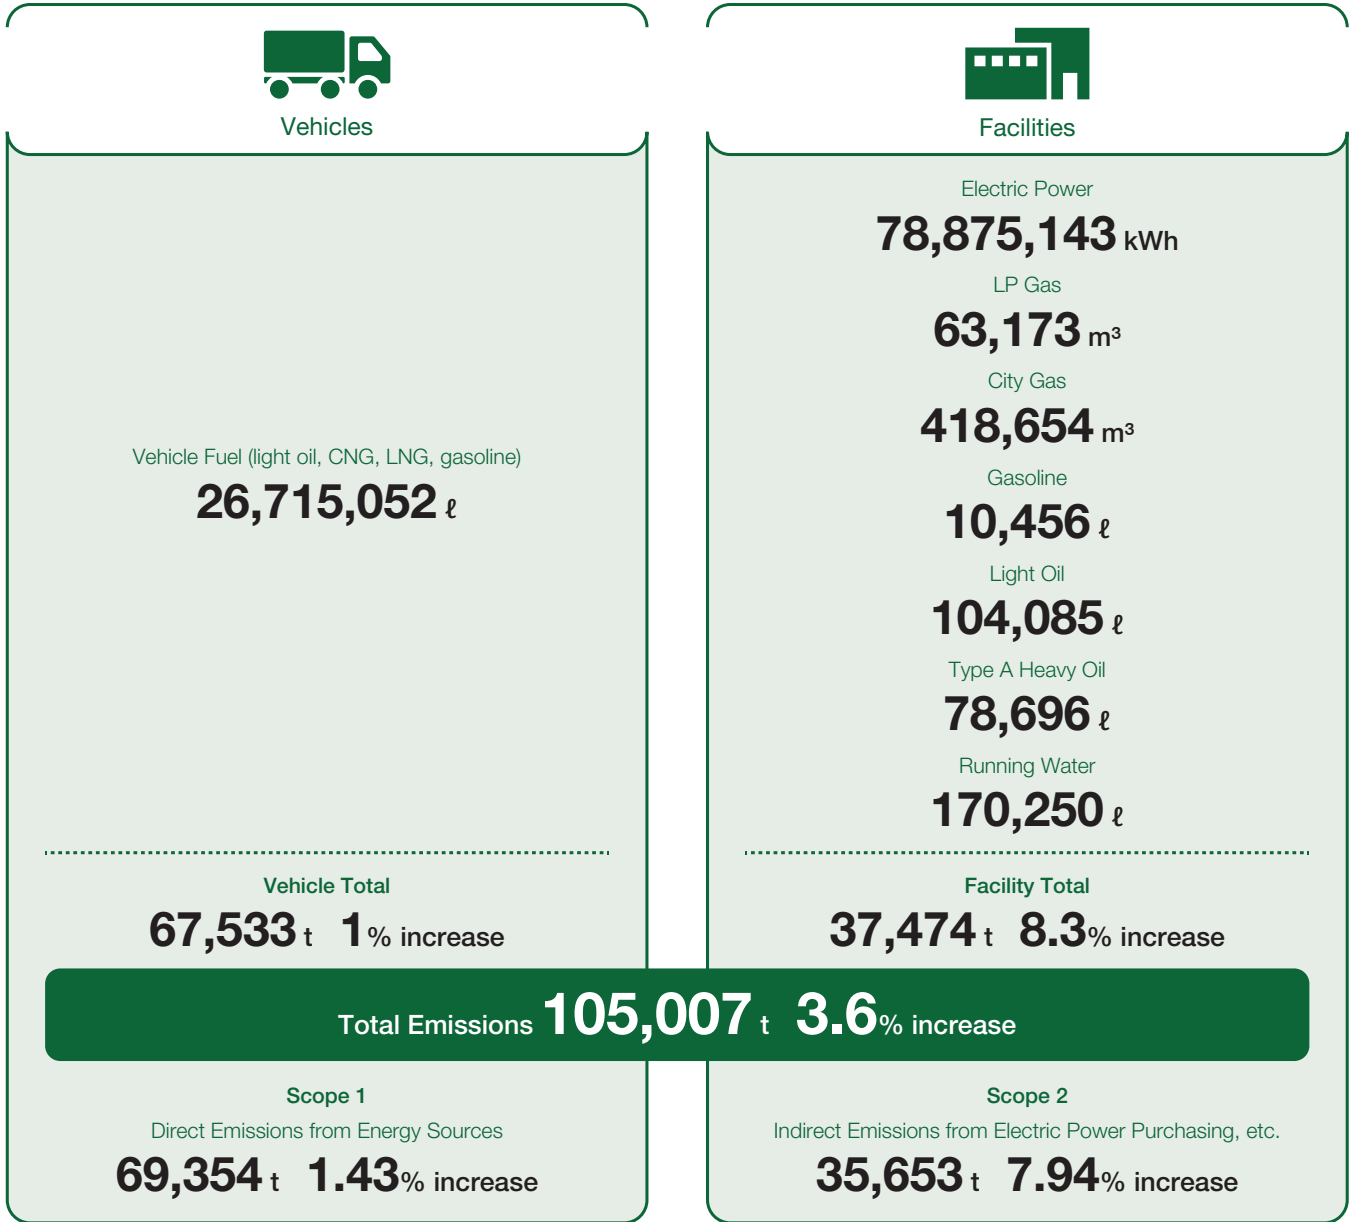 Vehicles
Vehicle Fuel (light oil, CNG, LNG, gasoline)
26,715,052 ℓ
Vehicle Total
67,533 t 1% increase
Facilities
Electric Power
78,875,143 kWh
LP Gas
63,173 m³
City Gas
418,654 m³
Gasoline
10,456 ℓ
Light Oil
104,085 ℓ
Type A Heavy Oil
78,696 ℓ
Running Water
170,250 ℓ
Facility Total
37,474 t 8.3% increase
Total Emissions 105,007 t 3.6% increase
Scope 1
Direct Emissions from Energy Sources
69,354 t 1.43% increase
Scope 2
Indirect Emissions from Electric Power Purchasing, etc.
35,653 t 7.94% increase